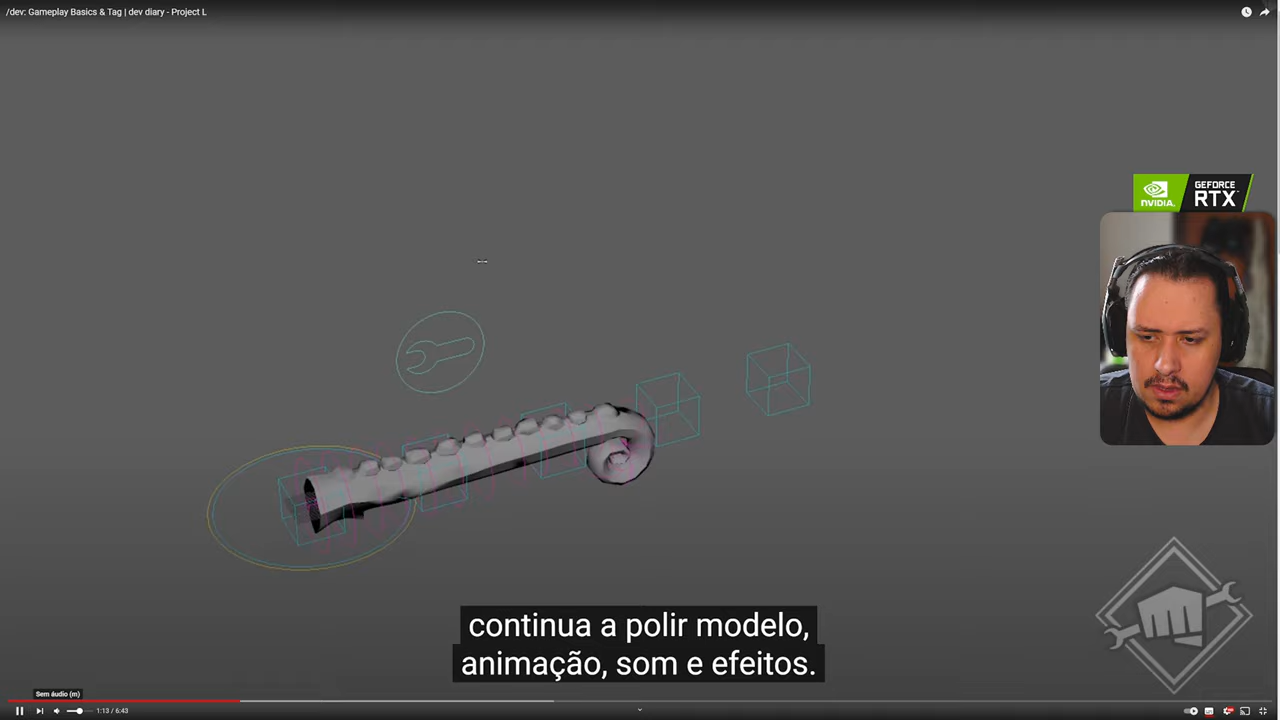 /dev: Gameplay Basics & Tag | dev diary - Project L
NVIDIA.
GEFORCE
RTX
continua a polir modelo,
animação, som e efeitos.
Sem áudio (m)
1:13 / 6:43